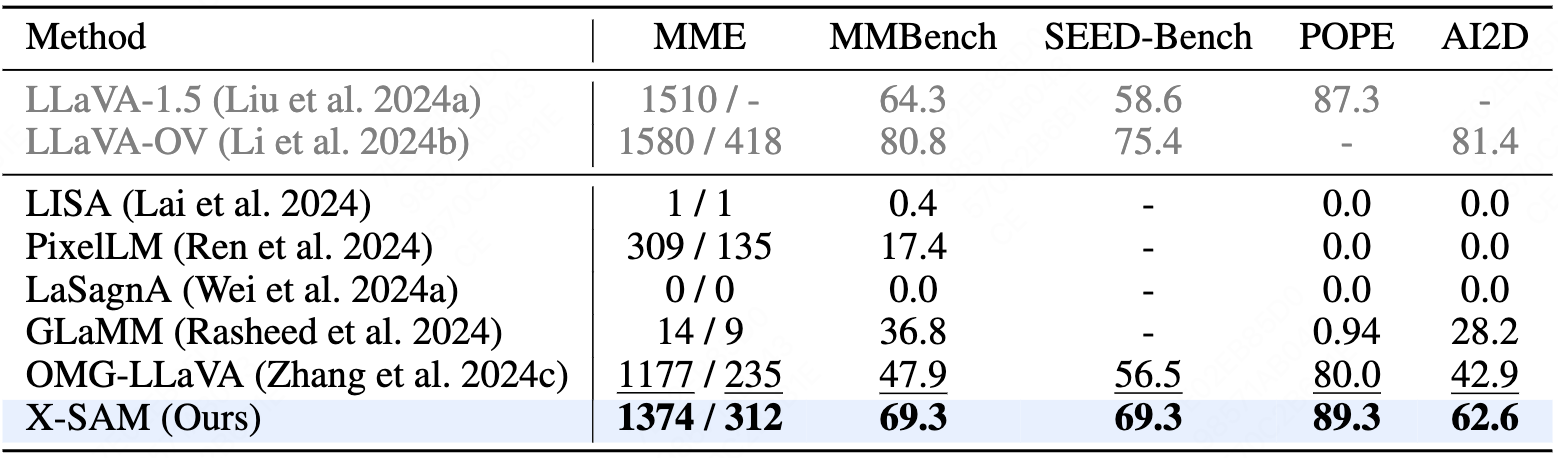 Method MME MMBench SEED-Bench POPE AI2D
LLaVA-1.5 (Liu et al. 2024a) 1510 / - 64.3 58.6 87.3 -
LLaVA-OV (Li et al. 2024b) 1580 / 418 80.8 75.4 - 81.4
LISA (Lai et al. 2024) 1 / 1 0.4 - 0.0 0.0
PixelLM (Ren et al. 2024) 309 / 135 17.4 - 0.0 0.0
LaSagnA (Wei et al. 2024a) 0 / 0 0.0 - 0.0 0.0
GLaMM (Rasheed et al. 2024) 14 / 9 36.8 - 0.94 28.2
OMG-LLaVA (Zhang et al. 2024c) 1177 / 235 47.9 56.5 80.0 42.9
X-SAM (Ours) 1374 / 312 69.3 69.3 89.3 62.6